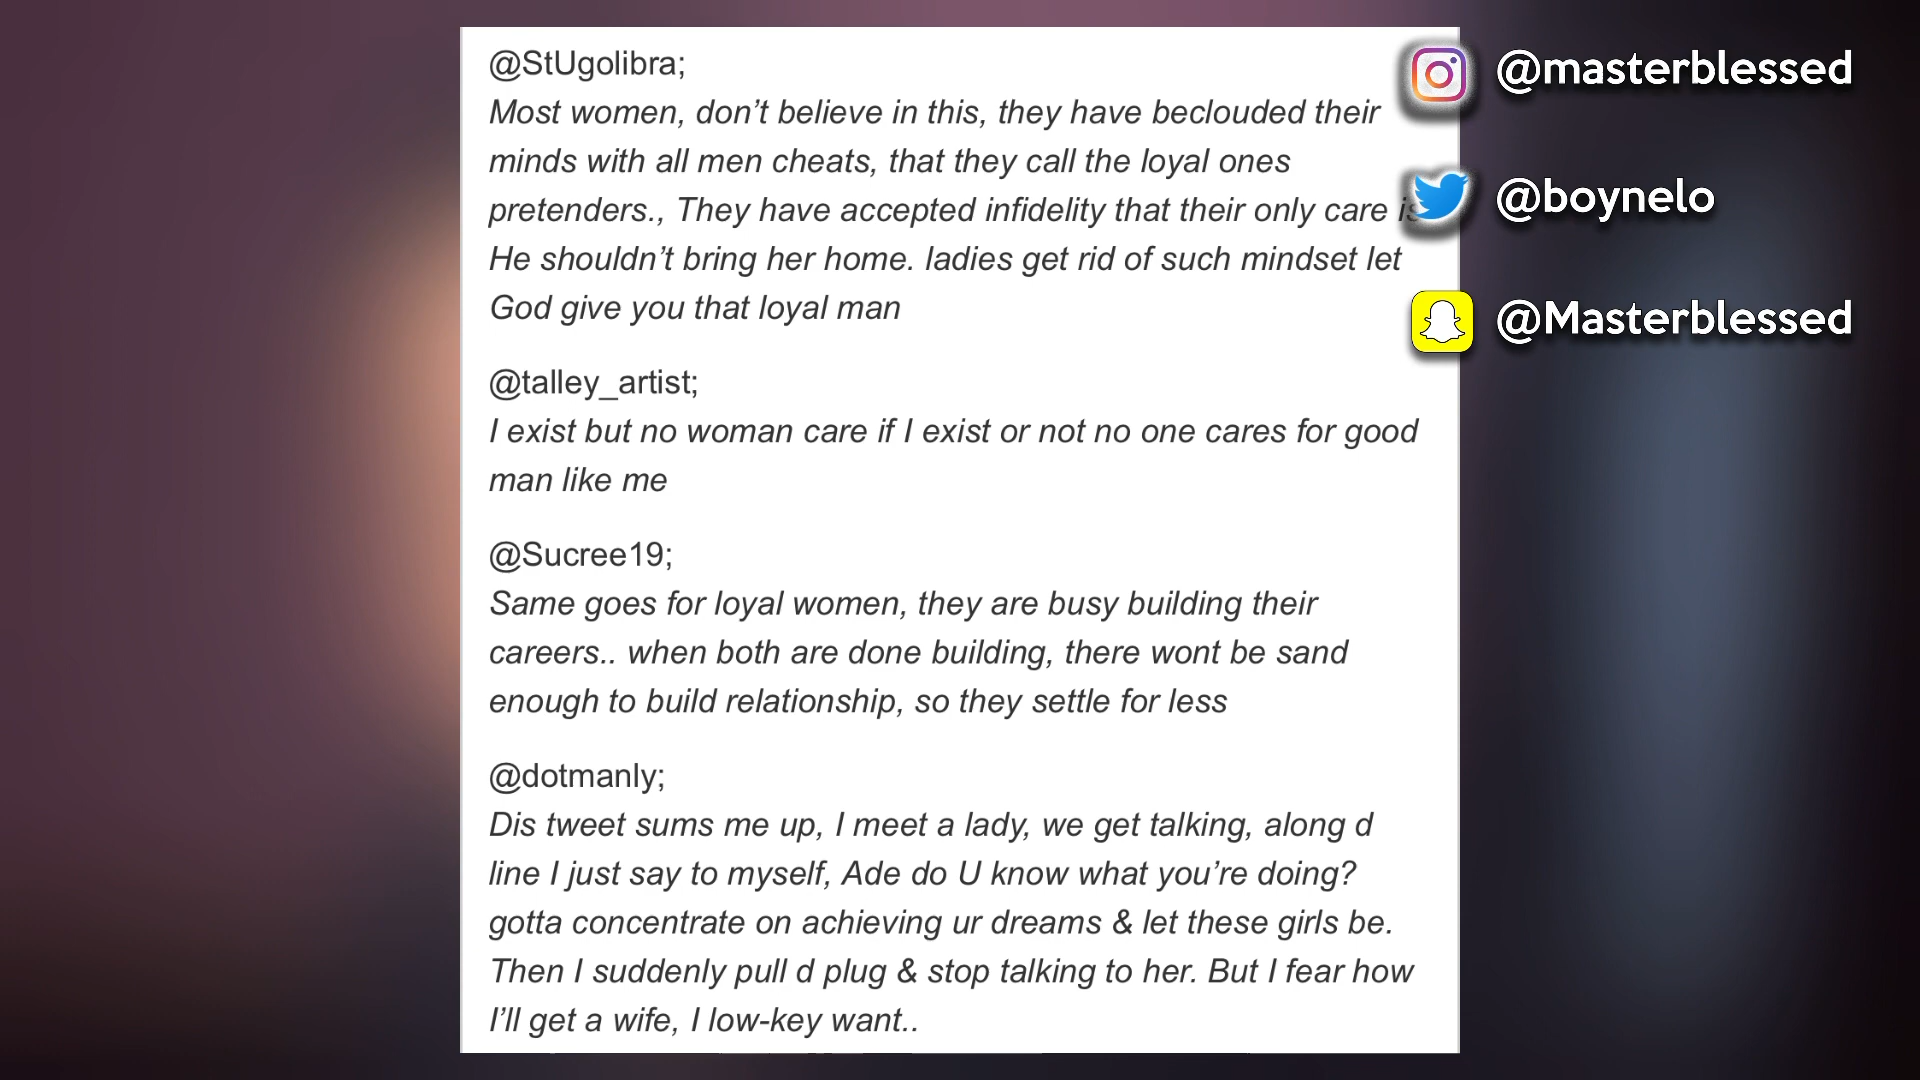 @StUgolibra;
Most women, don’t believe in this, they have beclouded their
minds with all men cheats, that they call the loyal ones
pretenders., They have accepted infidelity that their only care is
He shouldn’t bring her home. ladies get rid of such mindset let
God give you that loyal man
@talley_artist;
I exist but no woman care if I exist or not no one cares for good
man like me
@Sucree19;
Same goes for loyal women, they are busy building their
careers.. when both are done building, there wont be sand
enough to build relationship, so they settle for less
@dotmanly;
Dis tweet sums me up, I meet a lady, we get talking, along d
line I just say to myself, Ade do U know what you’re doing?
gotta concentrate on achieving ur dreams & let these girls be.
Then I suddenly pull d plug & stop talking to her. But I fear how
I’ll get a wife, I low-key want..
@masterblessed
@boynelo
@Masterblessed